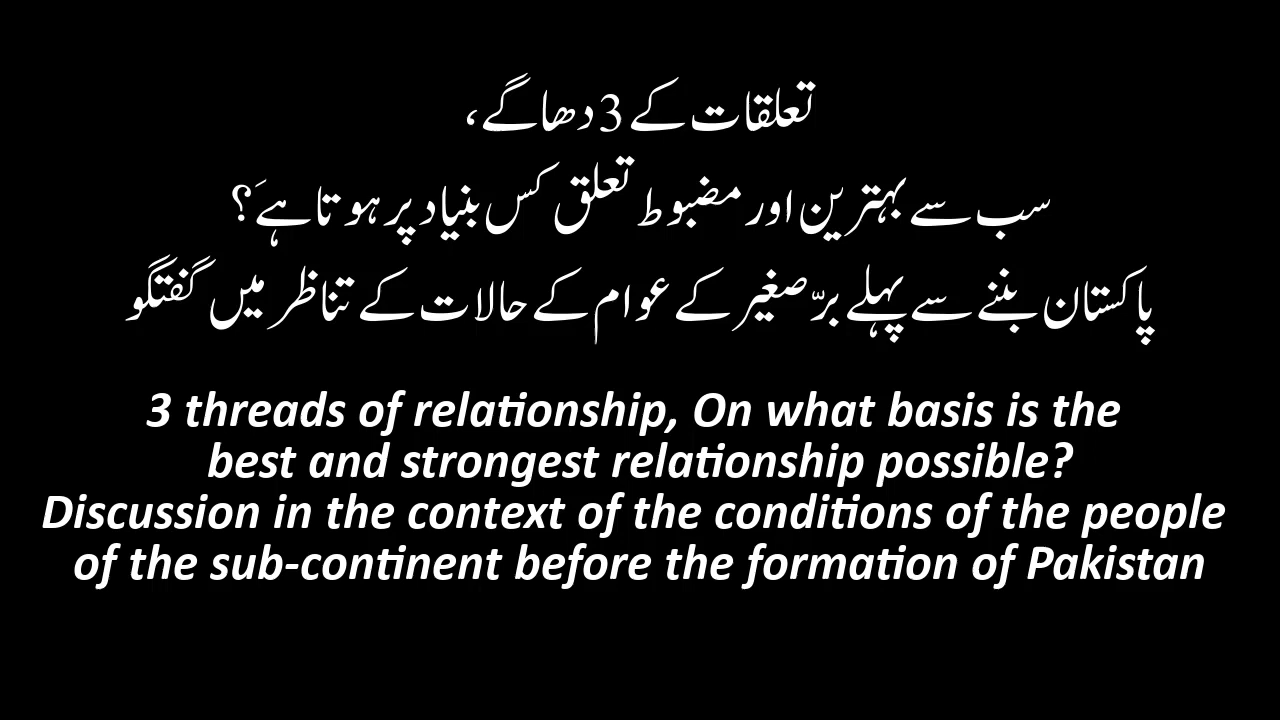 تعلقات کے 3 دھاگے،
سب سے بہترین اور مضبوط تعلق کس بنیاد پر ہوتا ہےَ؟
پاکستان بننے سے پہلے برّ صغیر کے عوام کے حالات کے تناظر میں گفتگو
3 threads of relationship, On what basis is the
best and strongest relationship possible?
Discussion in the context of the conditions of the people
of the sub-continent before the formation of Pakistan